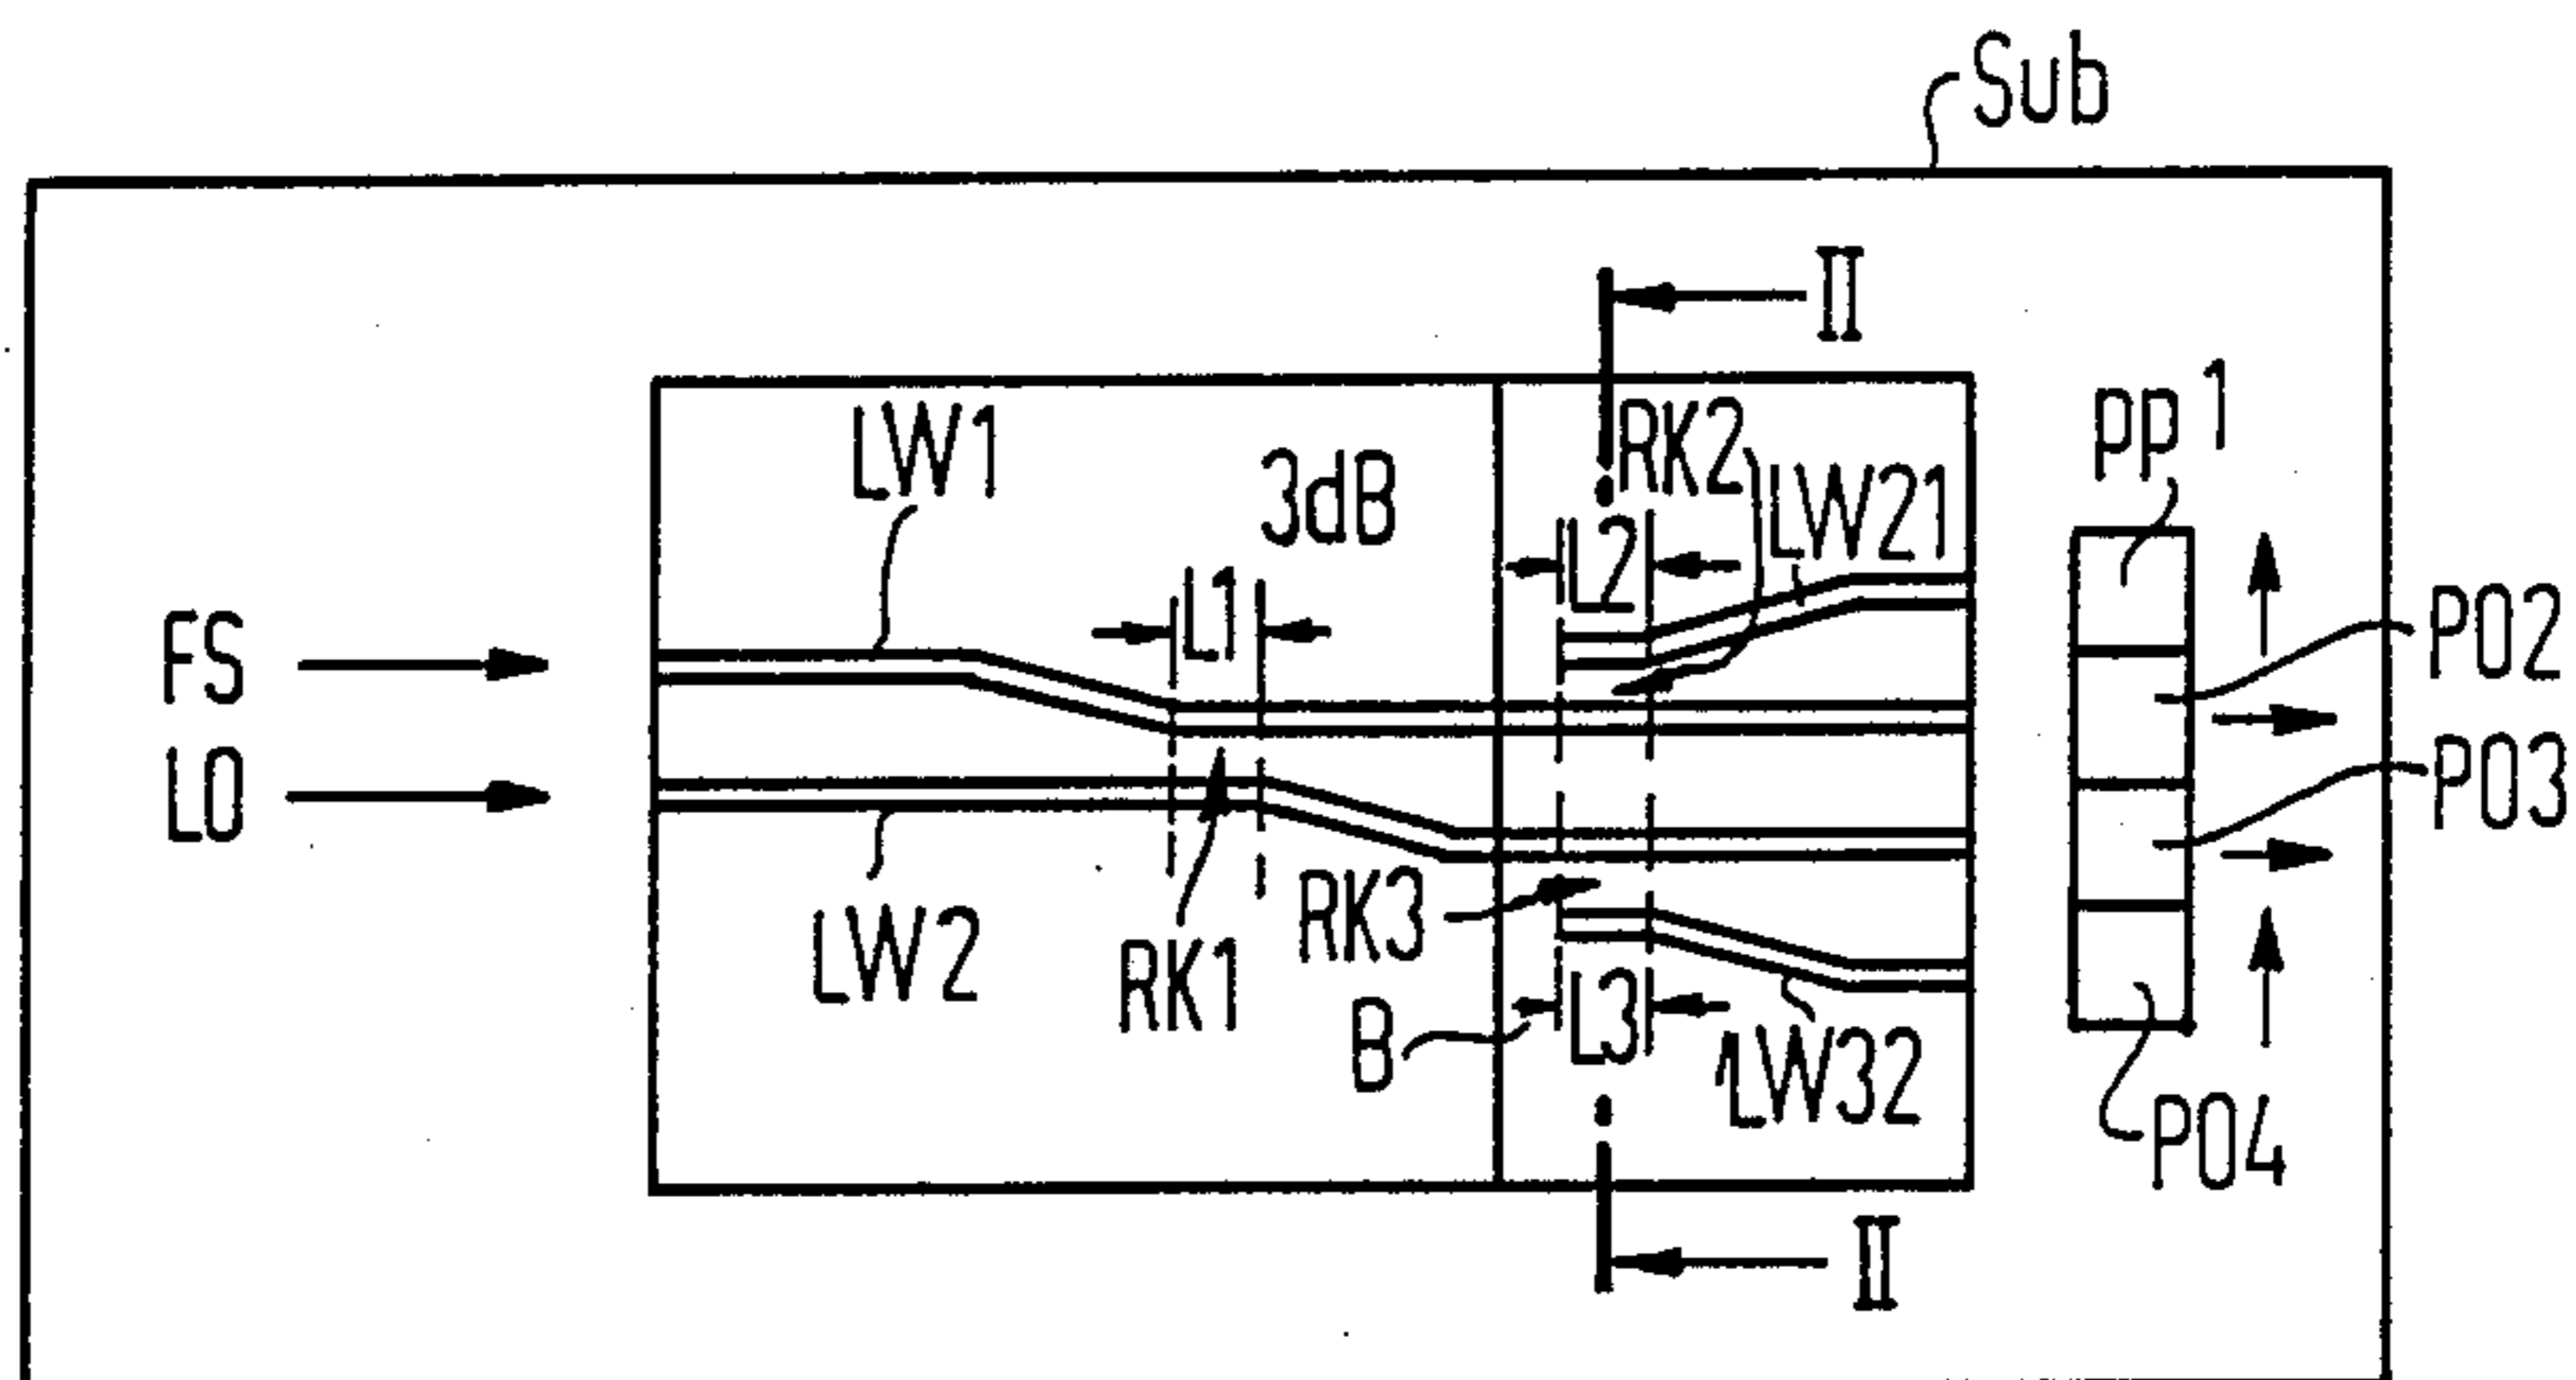 Sub
II
LW1
3dB
RK2
LW21
pp1
L2
L1
FS
LO
PO2
PO3
LW2
RK1
RK3
B
L3
LW32
PO4
II